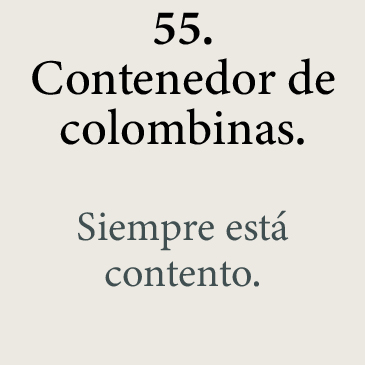 55.
Contenedor de
colombinas.
Siempre está
contento.